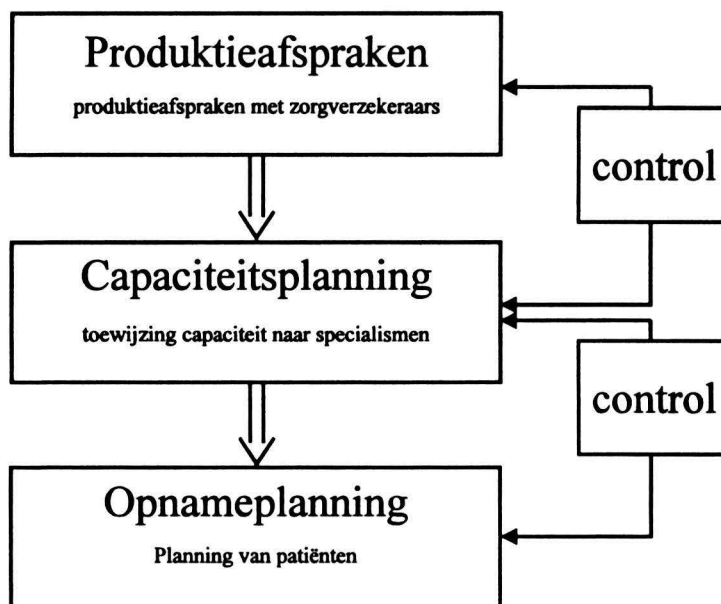 Produktieafspraken
produktieafspraken met zorgverzekeraars
control
Capaciteitsplanning
toewijzing capaciteit naar specialismen
control
Opnameplanning
Planning van patiënten